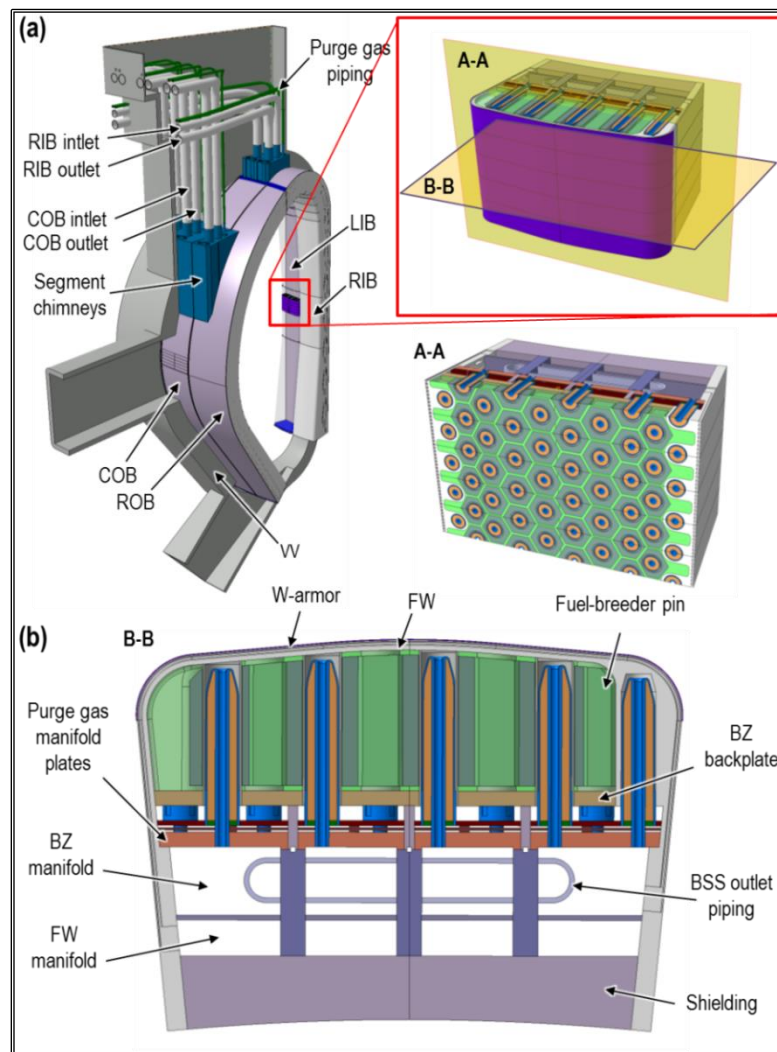 (a)
Purge gas
piping
RIB inlet
RIB outlet
COB inlet
COB outlet
Segment
chimneys
LIB
RIB
COB
ROB
VV
A-A
B-B
A-A
(b)
B-B
W-armor
FW
Fuel-breeder pin
Purge gas
manifold
plates
BZ
backplate
BZ
manifold
BSS outlet
piping
FW
manifold
Shielding